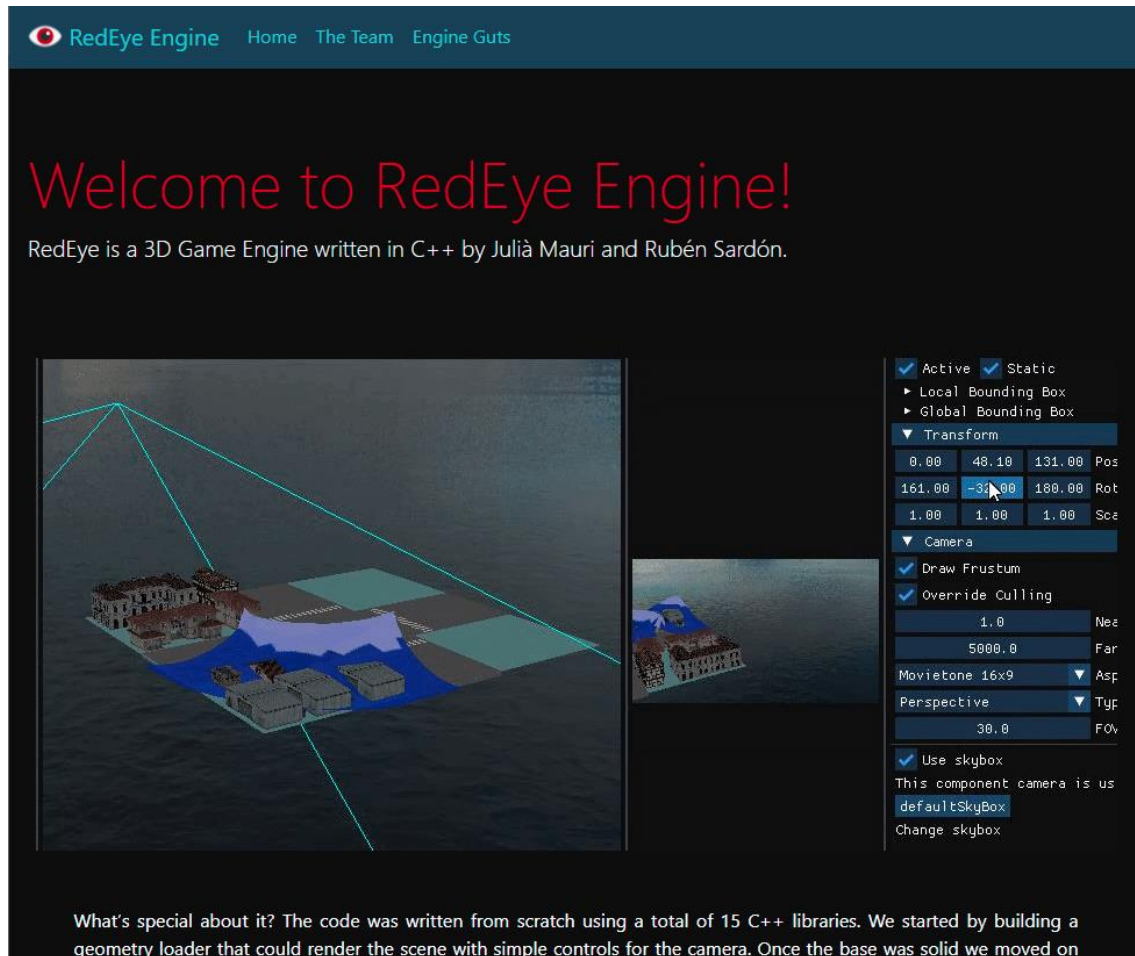 RedEye Engine Home The Team Engine Guts
Welcome to RedEye Engine!
RedEye is a 3D Game Engine written in C++ by Julià Mauri and Rubén Sardón.
Active Static
Local Bounding Box
Global Bounding Box
Transform
0.00 48.10 131.00 Pos
161.00 180.00 Rot
1.00 1.00 1.00 Sca
Camera
Draw Frustum
Override Culling
1.0 Nea
5000.0 Far
Movietone 16x9 Asp
Perspective Typ
30.0 FOV
Use skybox
This component camera is us
defaultSkyBox
Change skybox
What's special about it? The code was written from scratch using a total of 15 C++ libraries. We started by building a
geometry loader that could render the scene with simple controls for the camera. Once the base was solid we moved on